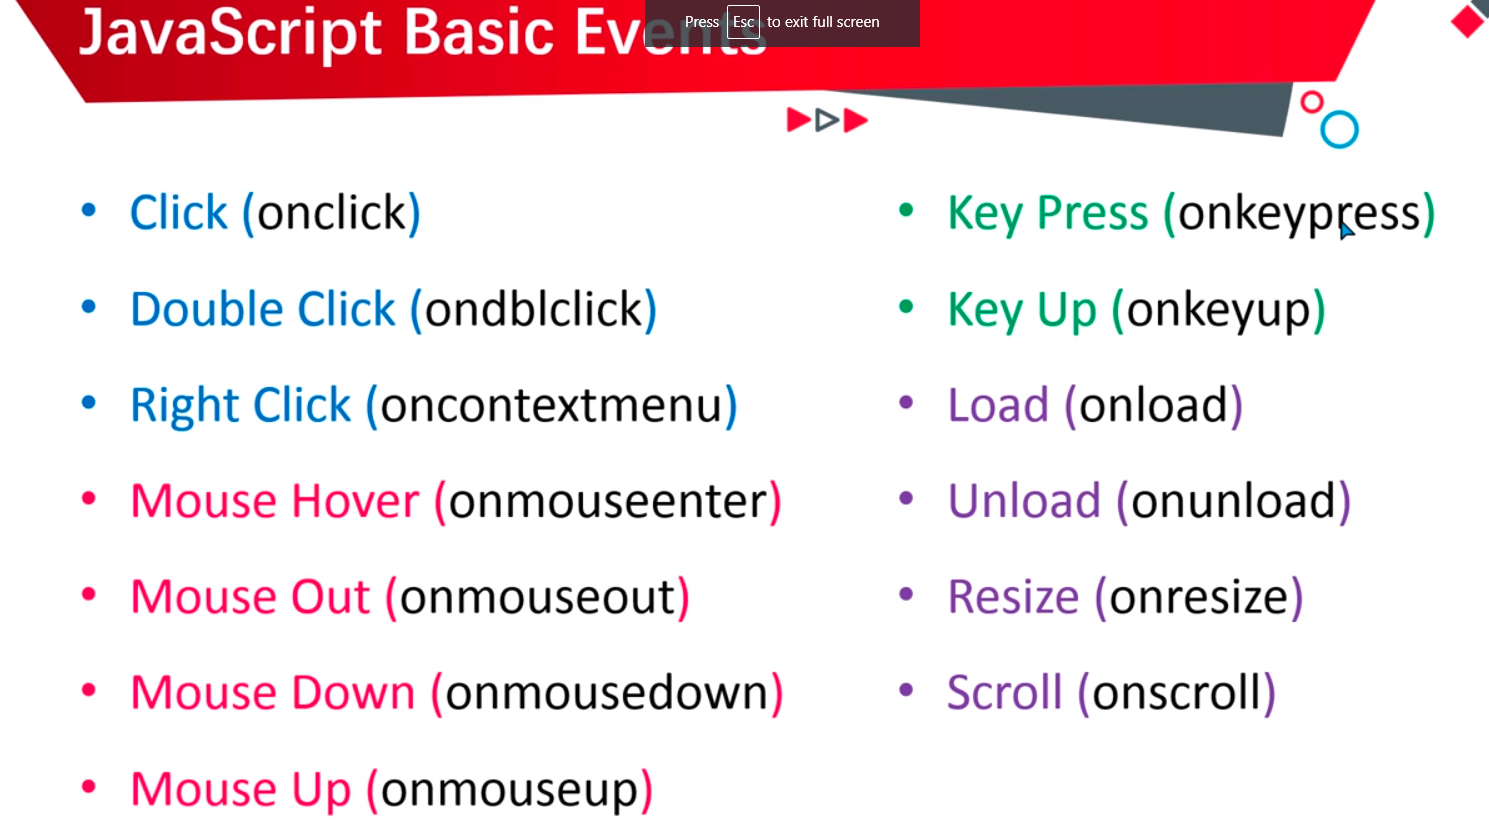 JavaScript Basic Events
Press Esc to exit full screen
• Click (onclick)
• Double Click (ondblclick)
• Right Click (oncontextmenu)
• Mouse Hover (onmouseenter)
• Mouse Out (onmouseout)
• Mouse Down (onmousedown)
• Mouse Up (onmouseup)
• Key Press (onkeypress)
• Key Up (onkeyup)
• Load (onload)
• Unload (onunload)
• Resize (onresize)
• Scroll (onscroll)